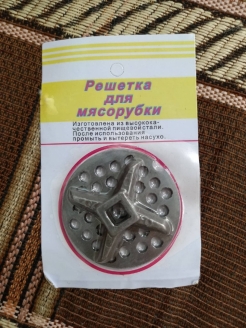 Решетка
для
мясорубки
Изготовлена из высокока-
чественной пищевой стали.
После использования
промыть и вытереть насухо.